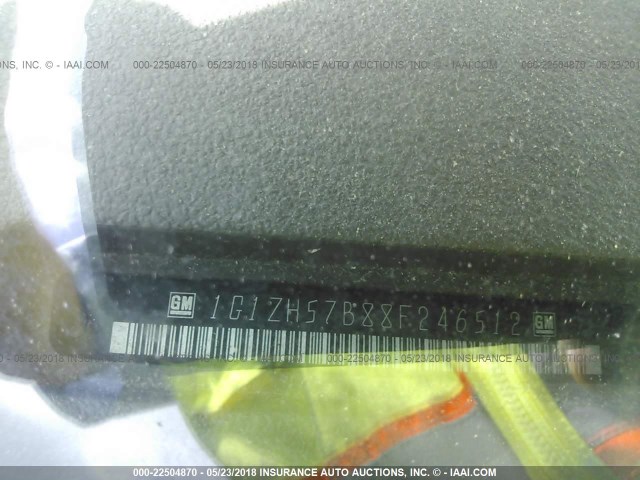 ONS, INC. - © IAAI.COM 000-22504870 - 05/23/2018 INSURANCE AUTO AUCTIONS, INC. - © IAAI.COM 000-22504870 - 05/23/2018
GM 1G1ZH57B88F246512 GM
000-22504870 - 05/23/2018 INSURANCE AUTO AUCTIONS, INC. - © IAAI.COM